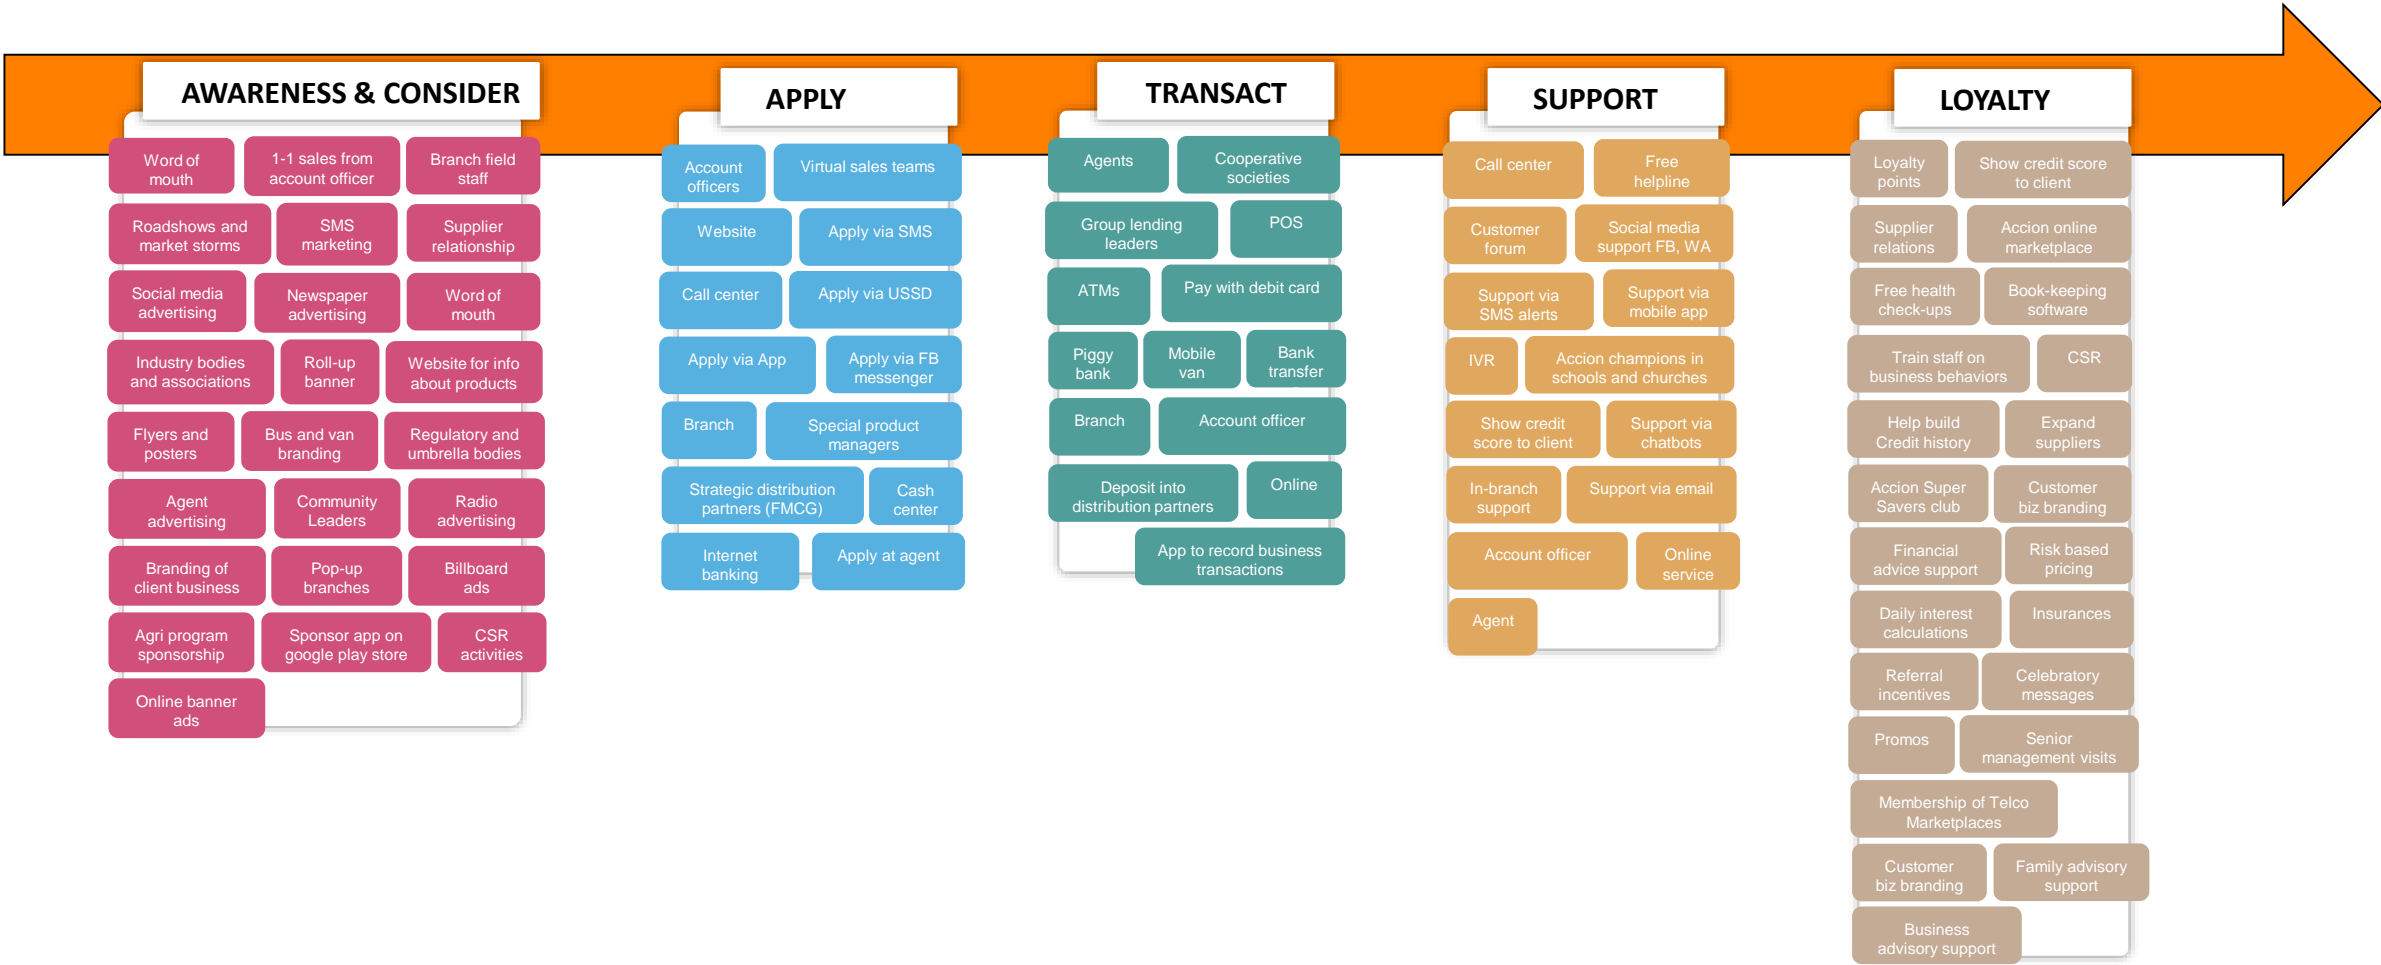 AWARENESS & CONSIDER
Word of
mouth
1-1 sales from
account officer
Branch field
staff
Roadshows and
market storms
SMS
marketing
Supplier
relationship
Social media
advertising
Newspaper
advertising
Word of
mouth
Industry bodies
and associations
Roll-up
banner
Website for info
about products
Flyers and
posters
Bus and van
branding
Regulatory and
umbrella bodies
Agent
advertising
Community
Leaders
Radio
advertising
Branding of
client business
Pop-up
branches
Billboard
ads
Agri program
sponsorship
Sponsor app on
google play store
CSR
activities
Online banner
ads
APPLY
Account
officers
Virtual sales teams
Website
Apply via SMS
Call center
Apply via USSD
Apply via App
Apply via FB
messenger
Branch
Special product
managers
Strategic distribution
partners (FMCG)
Cash
center
Internet
banking
Apply at agent
TRANSACT
Agents
Cooperative
societies
Group lending
leaders
POS
ATMs
Pay with debit card
Piggy
bank
Mobile
van
Bank
transfer
Branch
Account officer
Deposit into
distribution partners
Online
App to record business
transactions
SUPPORT
Call center
Free
helpline
Customer
forum
Social media
support FB, WA
Support via
SMS alerts
Support via
mobile app
IVR
Accion champions in
schools and churches
Show credit
score to client
Support via
chatbots
In-branch
support
Support via email
Account officer
Online
service
Agent
LOYALTY
Loyalty
points
Show credit score
to client
Supplier
relations
Accion online
marketplace
Free health
check-ups
Book-keeping
software
Train staff on
business behaviors
CSR
Help build
Credit history
Expand
suppliers
Accion Super
Savers club
Customer
biz branding
Financial
advice support
Risk based
pricing
Daily interest
calculations
Insurances
Referral
incentives
Celebratory
messages
Promos
Senior
management visits
Membership of Telco
Marketplaces
Customer
biz branding
Family advisory
support
Business
advisory support